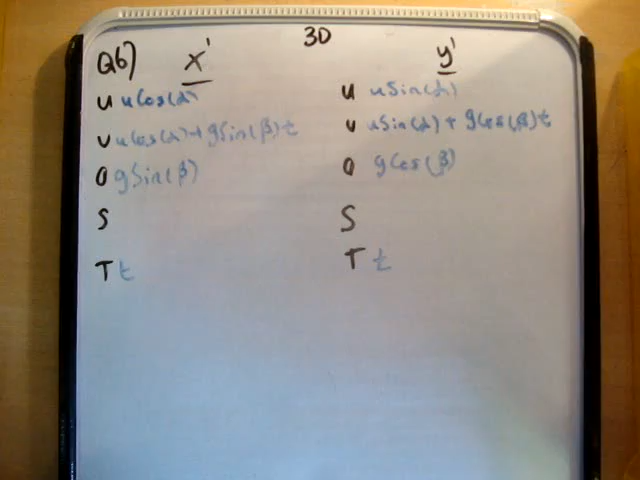 3D
Q6) x' y'
u uCos(α) u uSin(α)
v uCos(α)+gSin(β)t v uSin(α)+gCos(β)t
a gSin(β) a gCos(β)
S S
T t T t